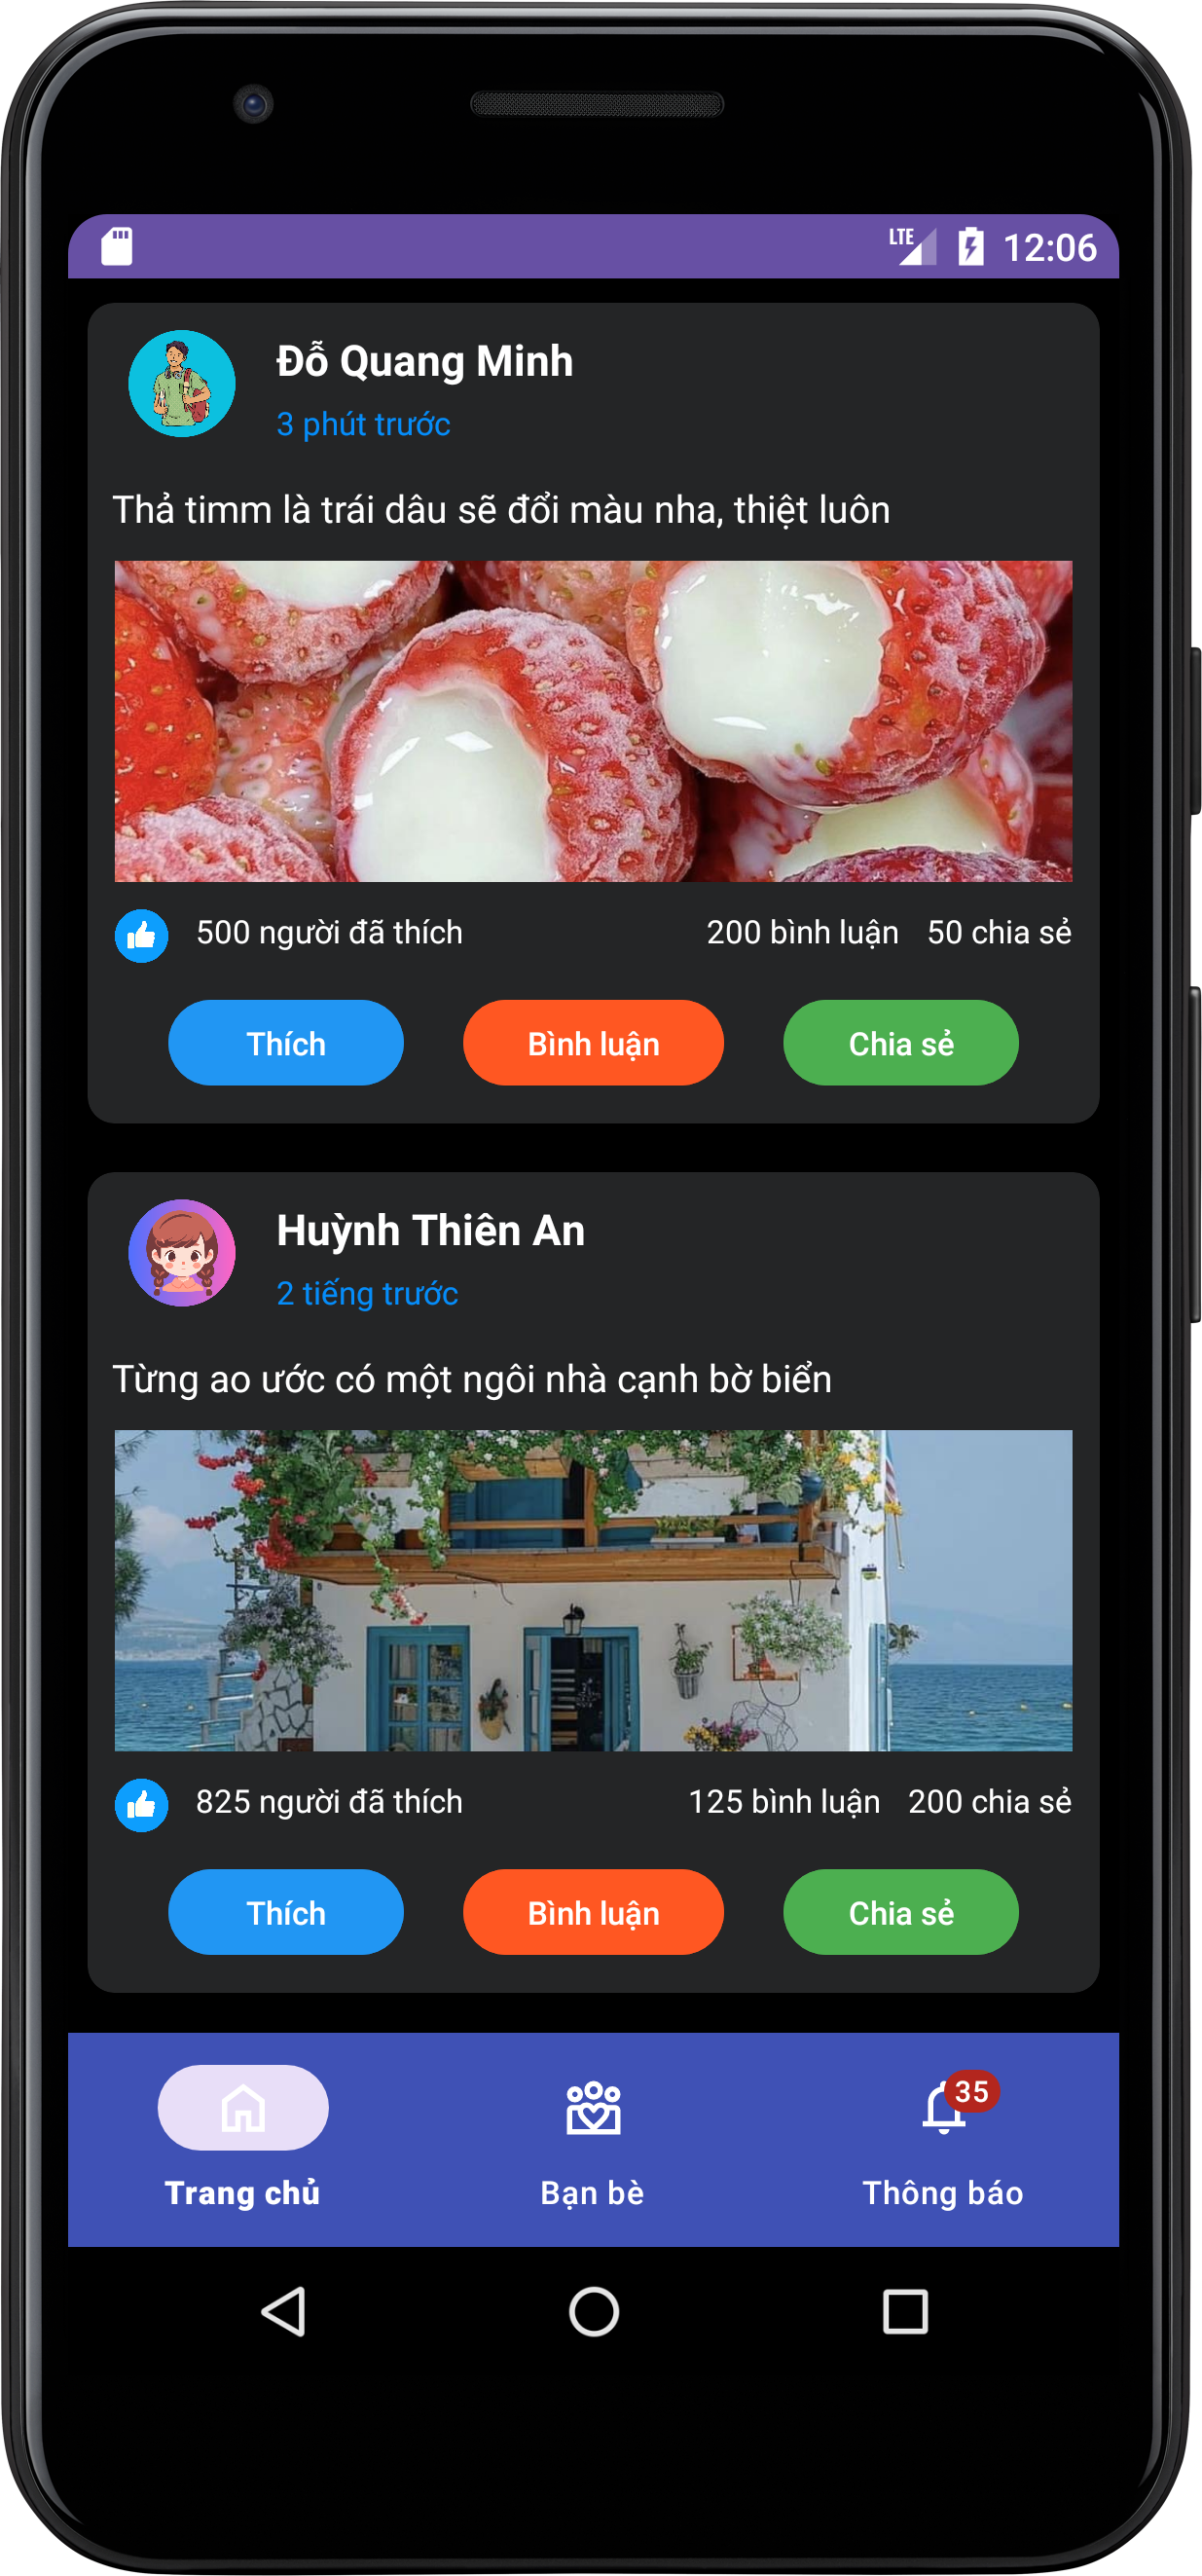 LTE 12:06
Đỗ Quang Minh
3 phút trước
Thả timm là trái dâu sẽ đổi màu nha, thiệt luôn
500 người đã thích 200 bình luận 50 chia sẻ
Thích Bình luận Chia sẻ
Huỳnh Thiên An
2 tiếng trước
Từng ao ước có một ngôi nhà cạnh bờ biển
825 người đã thích 125 bình luận 200 chia sẻ
Thích Bình luận Chia sẻ
35
Trang chủ Bạn bè Thông báo